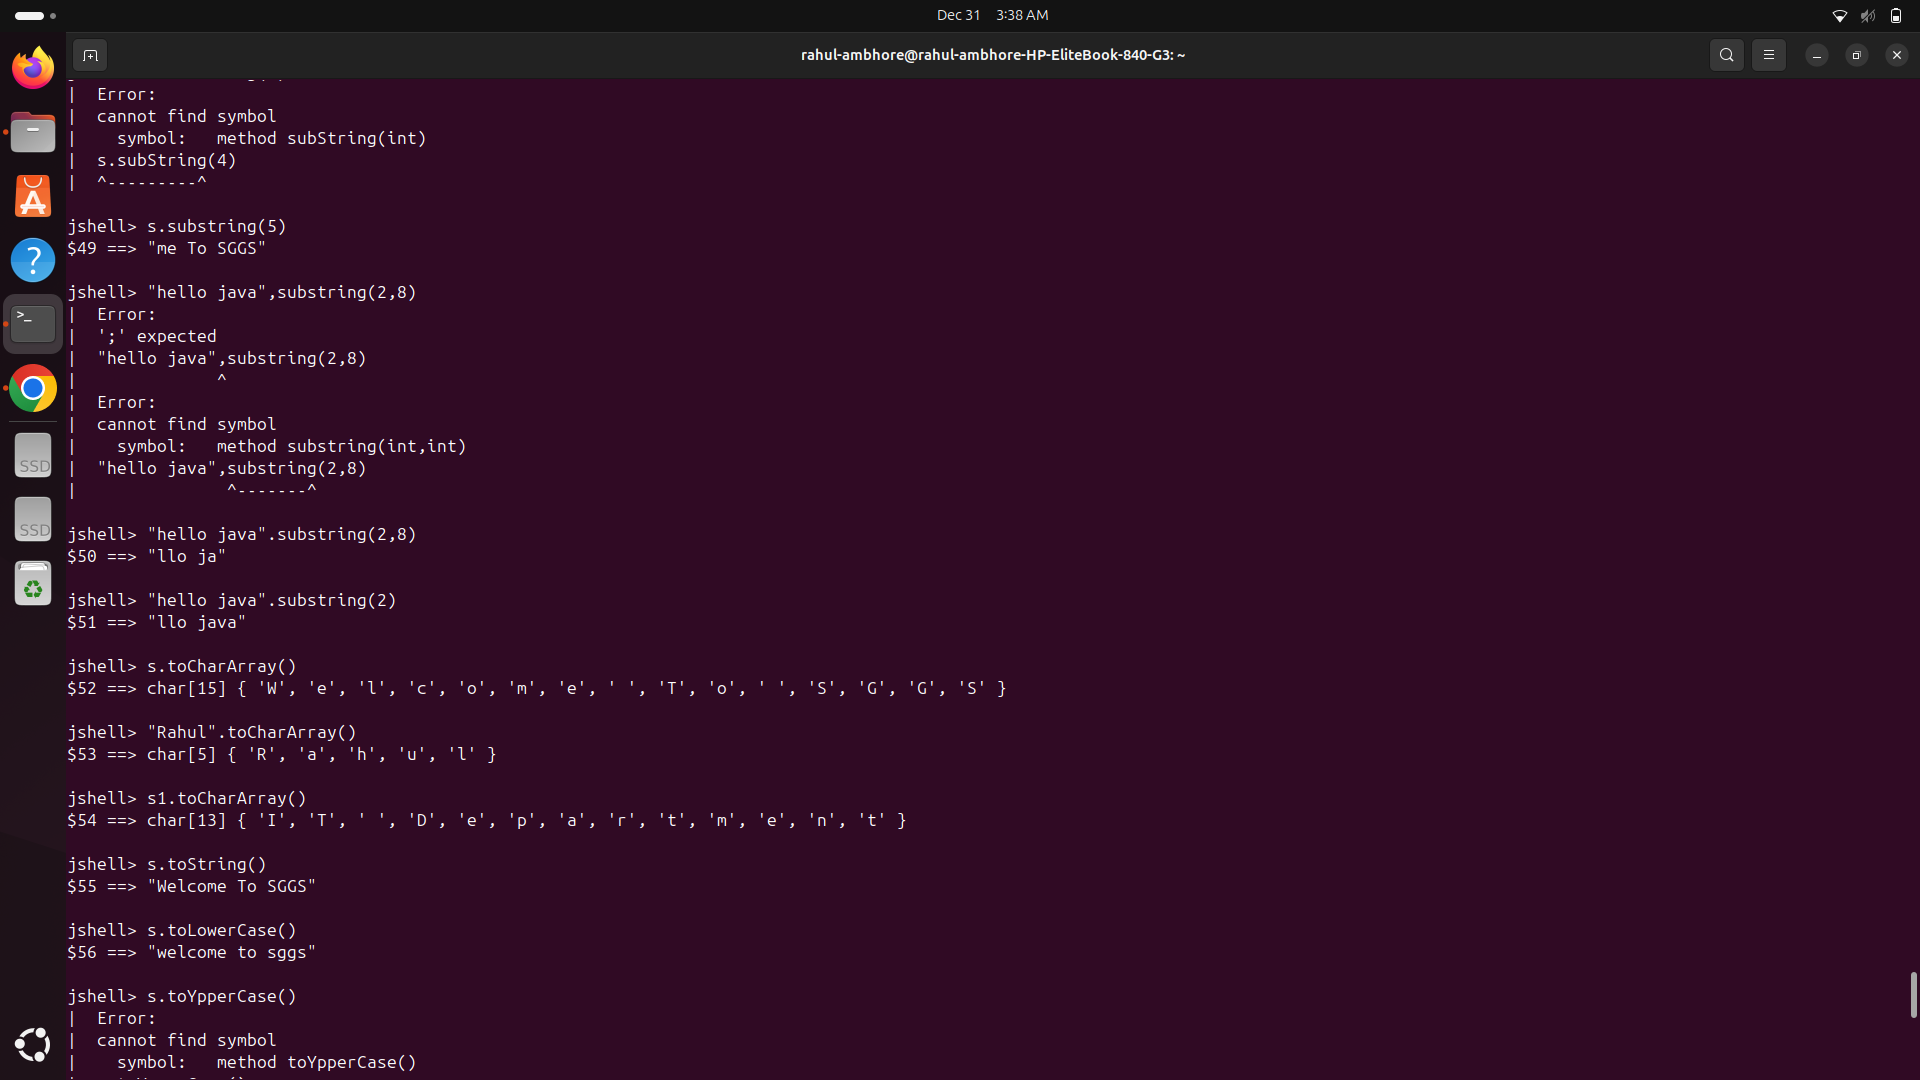 Dec 31 3:38 AM
rahul-ambhore@rahul-ambhore-HP-EliteBook-840-G3: ~
| Error:
| cannot find symbol
|   symbol:   method subString(int)
| s.subString(4)
| ^---------^
jshell> s.substring(5)
$49 ==> "me To SGGS"
jshell> "hello java",substring(2,8)
| Error:
| ';' expected
| "hello java",substring(2,8)
|             ^
| Error:
| cannot find symbol
|   symbol:   method substring(int,int)
| "hello java",substring(2,8)
|              ^-------^
jshell> "hello java".substring(2,8)
$50 ==> "llo ja"
jshell> "hello java".substring(2)
$51 ==> "llo java"
jshell> s.toCharArray()
$52 ==> char[15] { 'W', 'e', 'l', 'c', 'o', 'm', 'e', ' ', 'T', 'o', ' ', 'S', 'G', 'G', 'S' }
jshell> "Rahul".toCharArray()
$53 ==> char[5] { 'R', 'a', 'h', 'u', 'l' }
jshell> s1.toCharArray()
$54 ==> char[13] { 'I', 'T', ' ', 'D', 'e', 'p', 'a', 'r', 't', 'm', 'e', 'n', 't' }
jshell> s.toString()
$55 ==> "Welcome To SGGS"
jshell> s.toLowerCase()
$56 ==> "welcome to sggs"
jshell> s.toYpperCase()
| Error:
| cannot find symbol
|   symbol:   method toYpperCase()
SSD
SSD